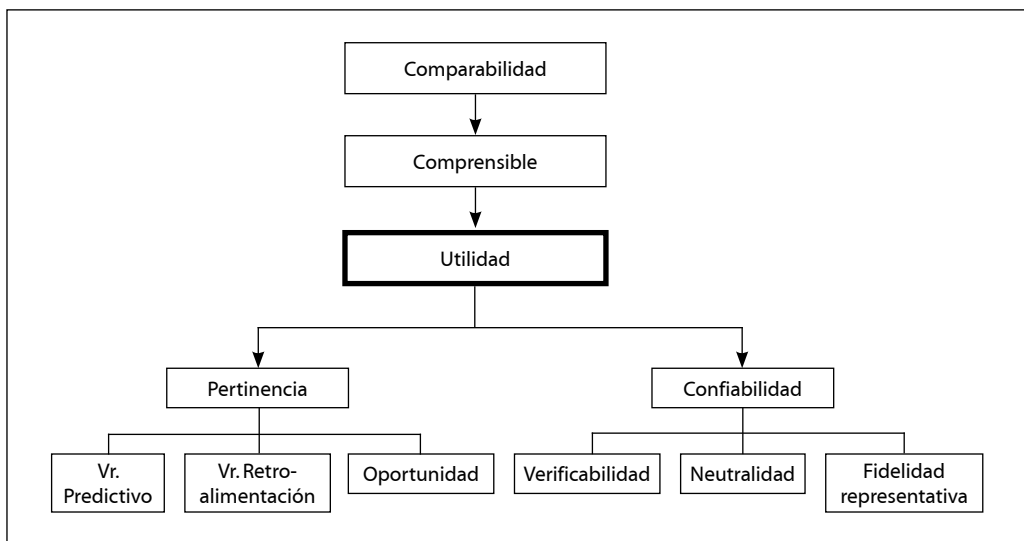 Comparabilidad
Comprensible
Utilidad
Pertinencia
Confiabilidad
Vr.
Predictivo
Vr. Retro-
alimentación
Oportunidad
Verificabilidad
Neutralidad
Fidelidad
representativa